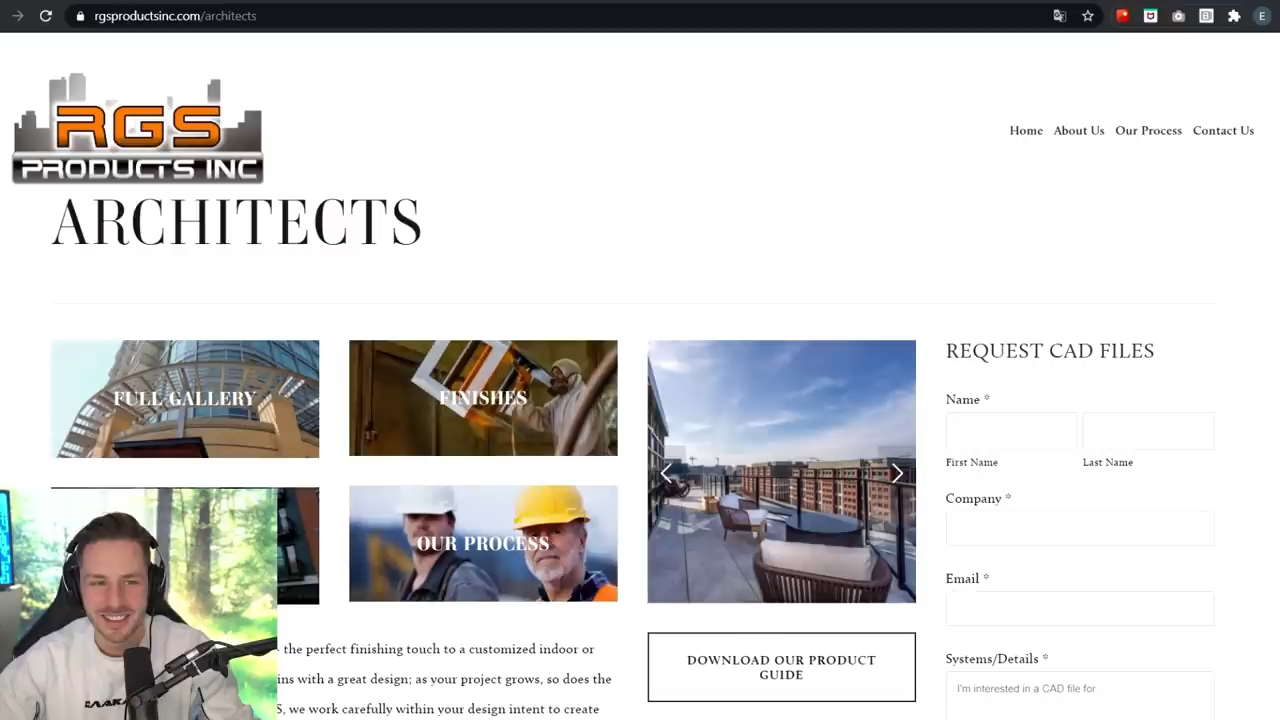 rgsproductsinc.com/architects
E
RGS
PRODUCTS INC
Home About Us Our Process Contact Us
ARCHITECTS
FULL GALLERY
FINISHES
OUR PROCESS
the perfect finishing touch to a customized indoor or
ins with a great design; as your project grows, so does the
S, we work carefully within your design intent to create
DOWNLOAD OUR PRODUCT
GUIDE
REQUEST CAD FILES
Name *
First Name Last Name
Company *
Email *
Systems/Details *
I'm interested in a CAD file for